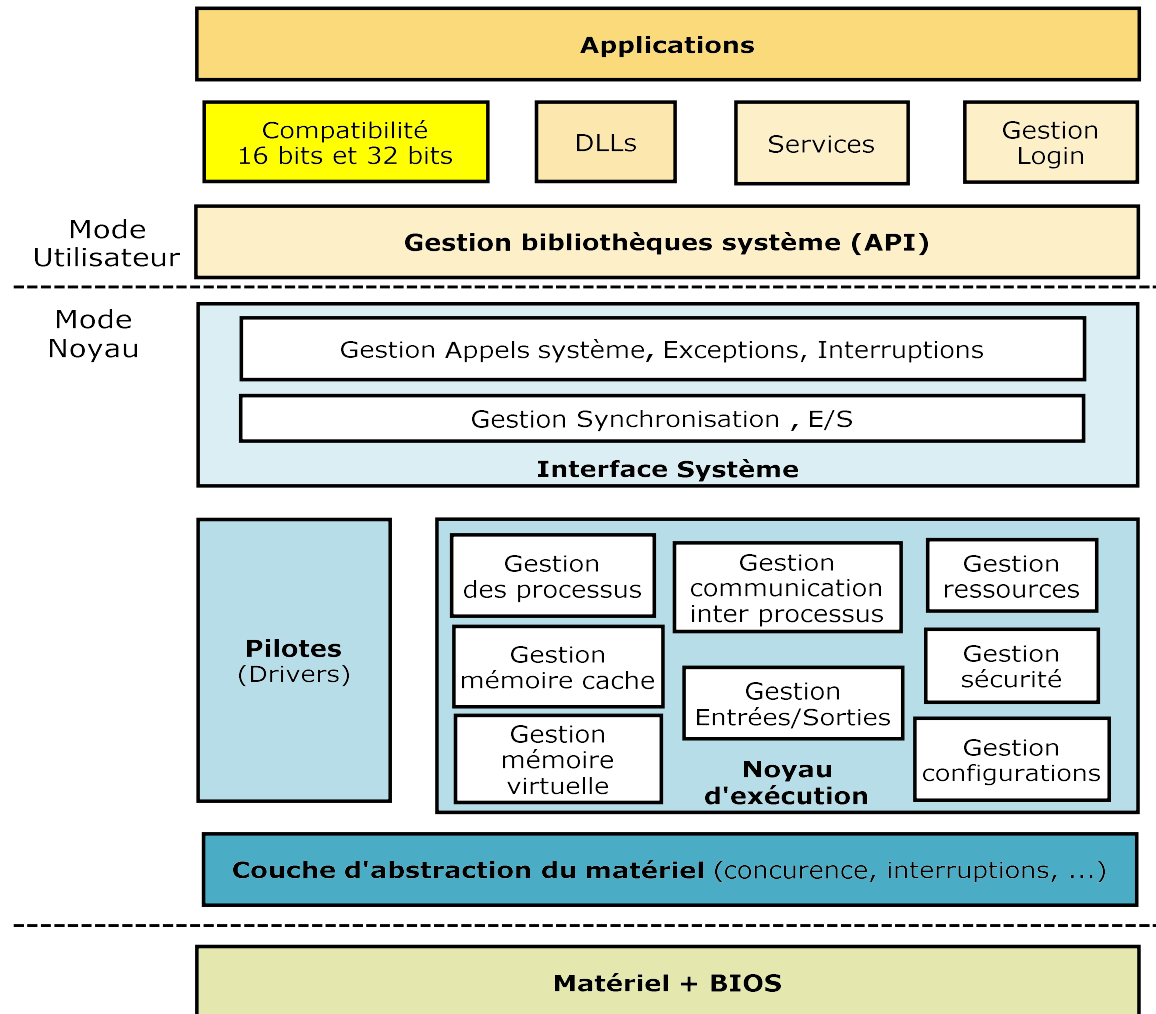 Applications
Compatibilité
16 bits et 32 bits
DLLs
Services
Gestion
Login
Mode
Utilisateur
Gestion bibliothèques système (API)
Mode
Noyau
Gestion Appels système, Exceptions, Interruptions
Gestion Synchronisation , E/S
Interface Système
Pilotes
(Drivers)
Gestion
des processus
Gestion
communication
inter processus
Gestion
ressources
Gestion
mémoire cache
Gestion
Entrées/Sorties
Gestion
sécurité
Gestion
mémoire
virtuelle
Noyau
d'exécution
Gestion
configurations
Couche d'abstraction du matériel (concurence, interruptions, ...)
Matériel + BIOS